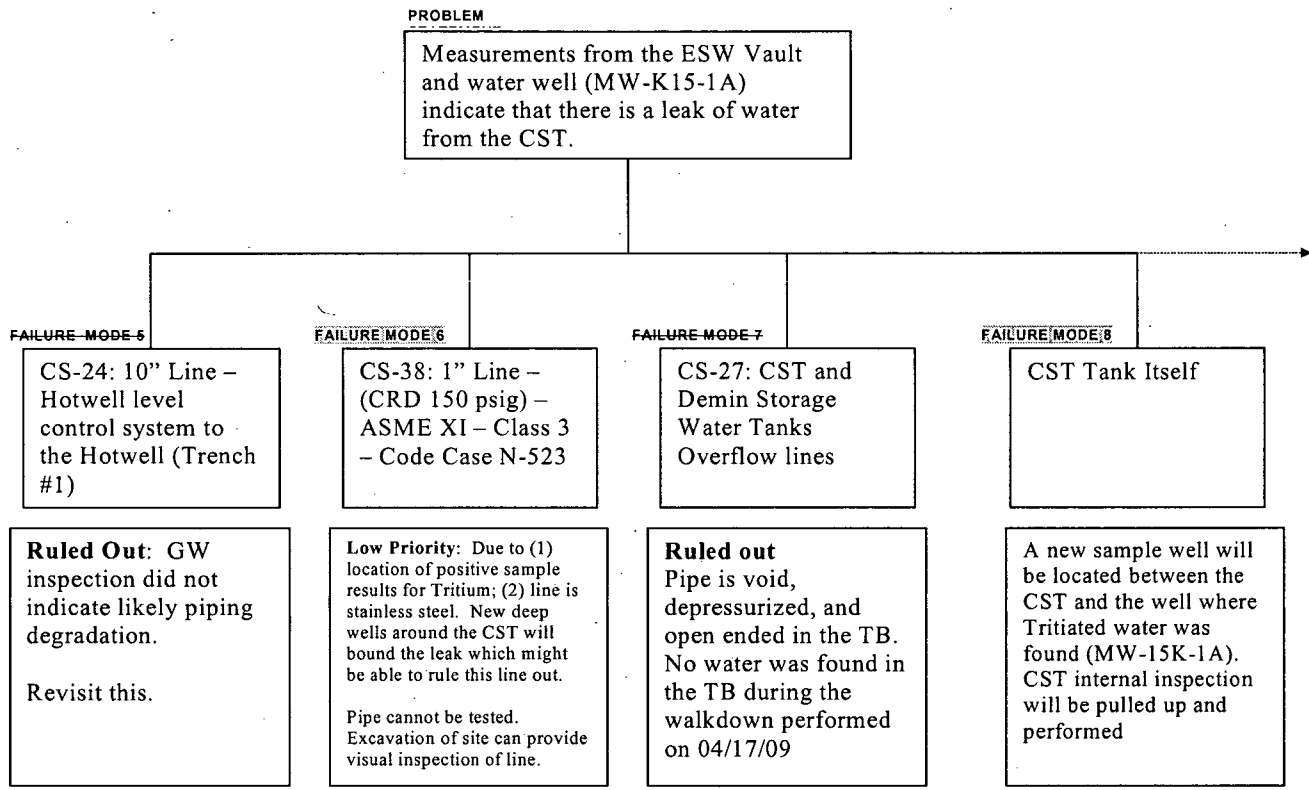 PROBLEM
Measurements from the ESW Vault
and water well (MW-K15-1A)
indicate that there is a leak of water
from the CST.
FAILURE MODE 5
CS-24: 10” Line –
Hotwell level
control system to
the Hotwell (Trench
#1)
Ruled Out: GW
inspection did not
indicate likely piping
degradation.
Revisit this.
FAILURE MODE 6
CS-38: 1” Line –
(CRD 150 psig) –
ASME XI – Class 3
– Code Case N-523
Low Priority: Due to (1)
location of positive sample
results for Tritium; (2) line is
stainless steel. New deep
wells around the CST will
bound the leak which might
be able to rule this line out.
Pipe cannot be tested.
Excavation of site can provide
visual inspection of line.
FAILURE MODE 7
CS-27: CST and
Demin Storage
Water Tanks
Overflow lines
Ruled out
Pipe is void,
depressurized, and
open ended in the TB.
No water was found in
the TB during the
walkdown performed
on 04/17/09
FAILURE MODE 8
CST Tank Itself
A new sample well will
be located between the
CST and the well where
Tritiated water was
found (MW-15K-1A).
CST internal inspection
will be pulled up and
performed